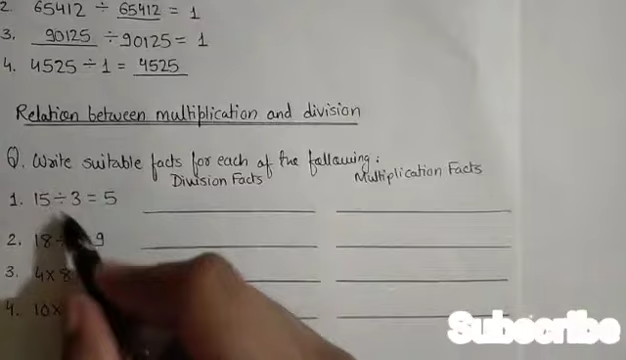 2. 65412 ÷ 65412 = 1
3. 90125 ÷ 90125 = 1
4. 4525 ÷ 1 = 4525
Relation between multiplication and division
Q. Write suitable facts for each of the following:
Division Facts Multiplication Facts
1. 15 ÷ 3 = 5
2. 18 ÷ 9
3. 4 x 8
4. 10 x
Subscribe